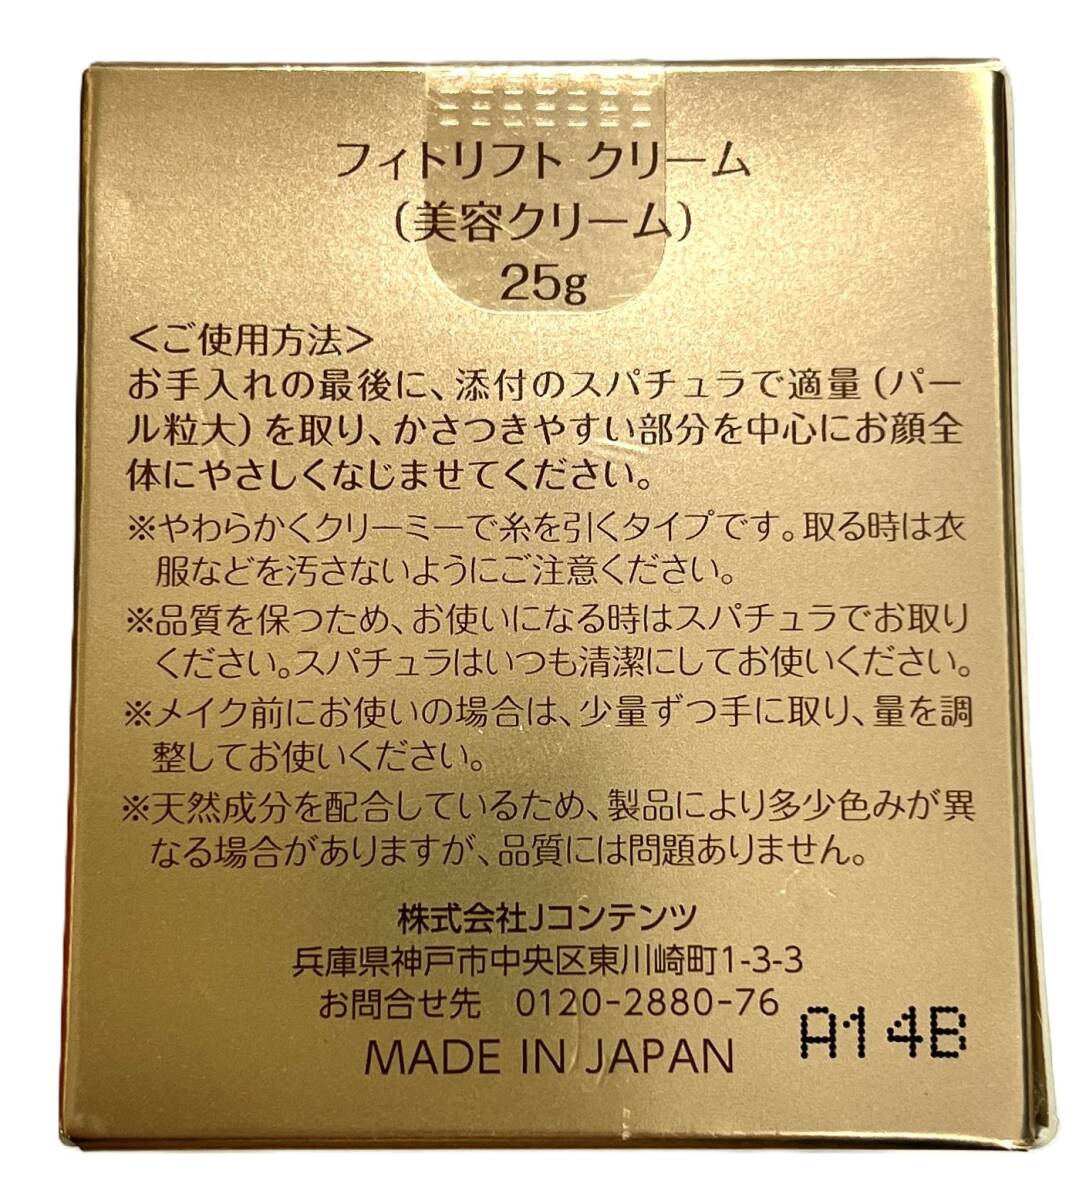 フィトリフト クリーム
（美容クリーム）
25g
＜ご使用方法＞
お手入れの最後に、添付のスパチュラで適量（パー
ル粒大）を取り、かさつきやすい部分を中心にお顔全
体にやさしくなじませてください。
※やわらかくクリーミーで糸を引くタイプです。取る時は衣
服などを汚さないようにご注意ください。
※品質を保つため、お使いになる時はスパチュラでお取り
ください。スパチュラはいつも清潔にしてお使いください。
※メイク前にお使いの場合は、少量ずつ手に取り、量を調
整してお使いください。
※天然成分を配合しているため、製品により多少色みが異
なる場合がありますが、品質には問題ありません。
株式会社Jコンテンツ
兵庫県神戸市中央区東川崎町1-3-3
お問合せ先 0120-2880-76
MADE IN JAPAN
A14B